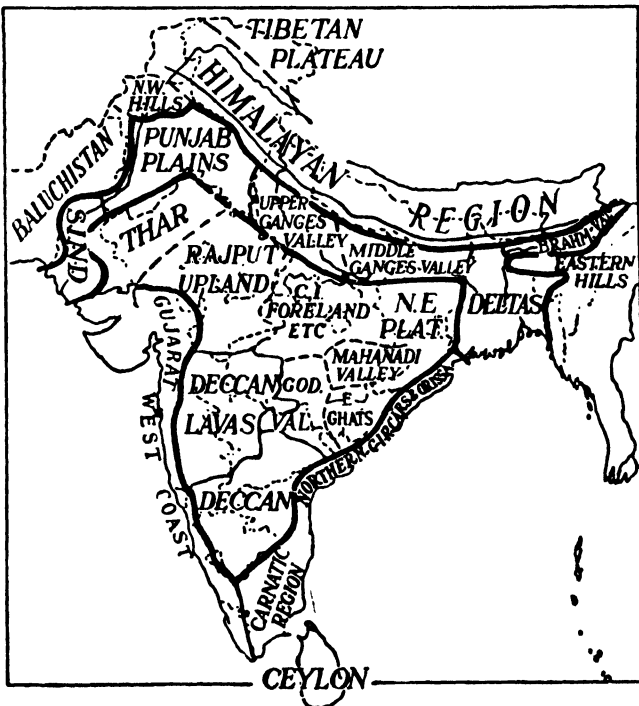 TIBETAN
PLATEAU
N.W.
HILLS
HIMALAYAN
REGION
PUNJAB
PLAINS
BALUCHISTAN
SIND
THAR
UPPER
GANGES
VALLEY
MIDDLE
GANGES VALLEY
BRAHM. VAL.
EASTERN
HILLS
RAJPUT
UPLAND
C.I.
FORELAND
ETC
N.E
PLAT.
DELTAS
GUJARAT
MAHANADI
VALLEY
DECCAN
LAVAS
GOD.
VAL.
E
GHATS
NORTHERN CIRCARS & ORISSA
WEST COAST
DECCAN
CARNATIC
REGION
CEYLON